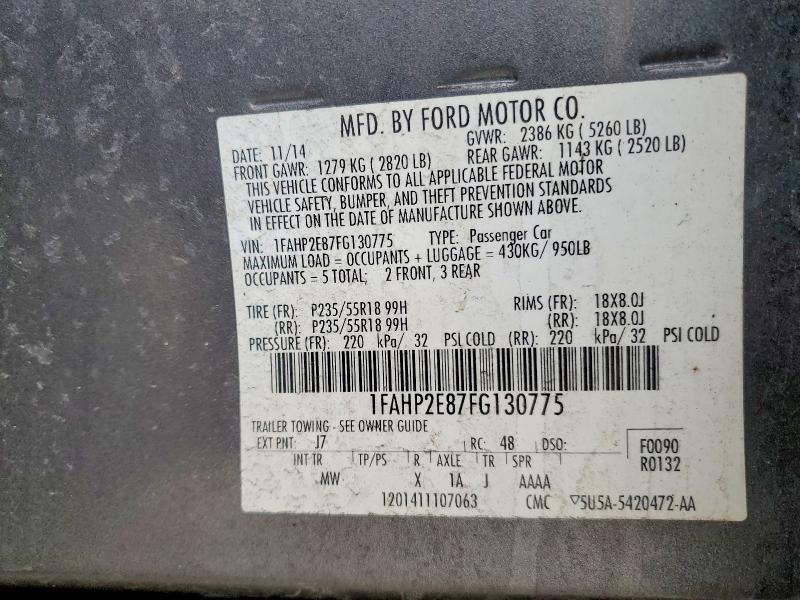 MFD. BY FORD MOTOR CO.
DATE: 11/14 GVWR: 2386 KG ( 5260 LB)
FRONT GAWR: 1279 KG ( 2820 LB) REAR GAWR: 1143 KG ( 2520 LB)
THIS VEHICLE CONFORMS TO ALL APPLICABLE FEDERAL MOTOR
VEHICLE SAFETY, BUMPER, AND THEFT PREVENTION STANDARDS
IN EFFECT ON THE DATE OF MANUFACTURE SHOWN ABOVE.
VIN: 1FAHP2E87FG130775 TYPE: Passenger Car
MAXIMUM LOAD = OCCUPANTS + LUGGAGE = 430KG/ 950LB
OCCUPANTS = 5 TOTAL; 2 FRONT, 3 REAR
TIRE (FR): P235/55R18 99H RIMS (FR): 18X8.0J
(RR): P235/55R18 99H (RR): 18X8.0J
PRESSURE (FR): 220 kPa/ 32 PSI COLD (RR): 220 kPa/ 32 PSI COLD
1FAHP2E87FG130775
TRAILER TOWING - SEE OWNER GUIDE
EXT PNT: J7 RC: 48 DSO: F0090
INT TR TP/PS R AXLE TR SPR R0132
MW X 1A J AAAA
1201411107063 CMC ▽5U5A-5420472-AA